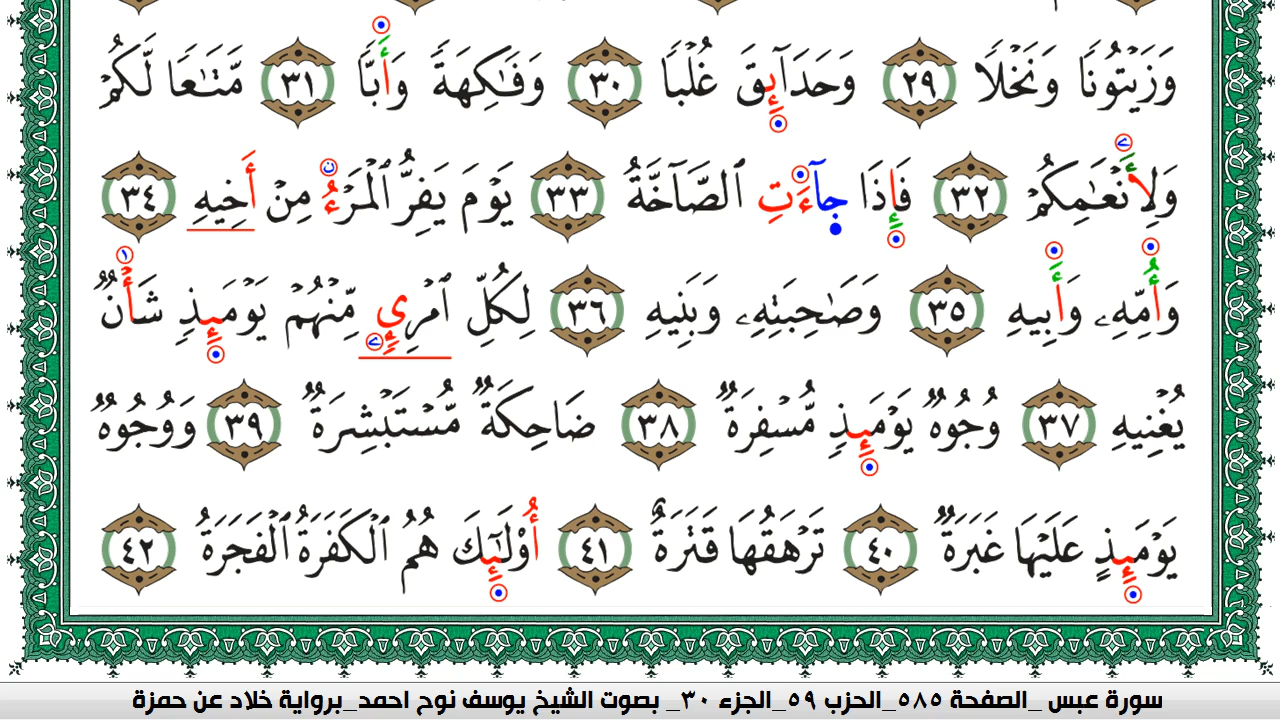 وَزَيْتُونًا وَنَخْلًا ٢٩ وَحَدَآئِقَ غُلْبًا ٣٠ وَفَٰكِهَةً وَأَبًّا ٣١ مَّتَٰعًا لَّكُمْ
وَلِأَنْعَٰمِكُمْ ٣٢ فَإِذَا جَآءَتِ ٱلصَّآخَّةُ ٣٣ يَوْمَ يَفِرُّ ٱلْمَرْءُ مِنْ أَخِيهِ ٣٤
وَأُمِّهِۦ وَأَبِيهِ ٣٥ وَصَٰحِبَتِهِۦ وَبَنِيهِ ٣٦ لِكُلِّ ٱمْرِئٍ مِّنْهُمْ يَوْمَئِذٍ شَأْنٌ
يُغْنِيهِ ٣٧ وُجُوهٌ يَوْمَئِذٍ مُّسْفِرَةٌ ٣٨ ضَاحِكَةٌ مُّسْتَبْشِرَةٌ ٣٩ وَوُجُوهٌ
يَوْمَئِذٍ عَلَيْهَا غَبَرَةٌ ٤٠ تَرْهَقُهَا قَتَرَةٌ ٤١ أُوْلَٰٓئِكَ هُمُ ٱلْكَفَرَةُ ٱلْفَجَرَةُ ٤٢
سورة عبس _الصفحة ٥٨٥_الحزب ٥٩_الجزء ٣٠_ بصوت الشيخ يوسف نوح احمد_برواية خلاد عن حمزة